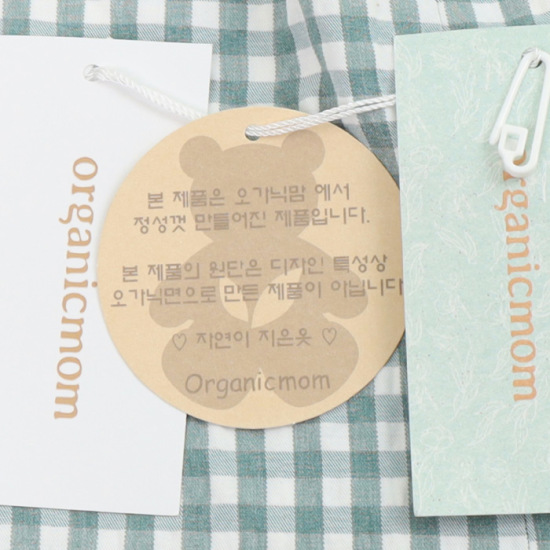 organicmom
본 제품은 오가닉맘 에서
정성껏 만들어진 제품입니다.
본 제품의 원단은 디자인 특성상
오가닉면으로 만든 제품이 아닙니다
♡ 자연이 지은옷 ♡
Organicmom
organicmom